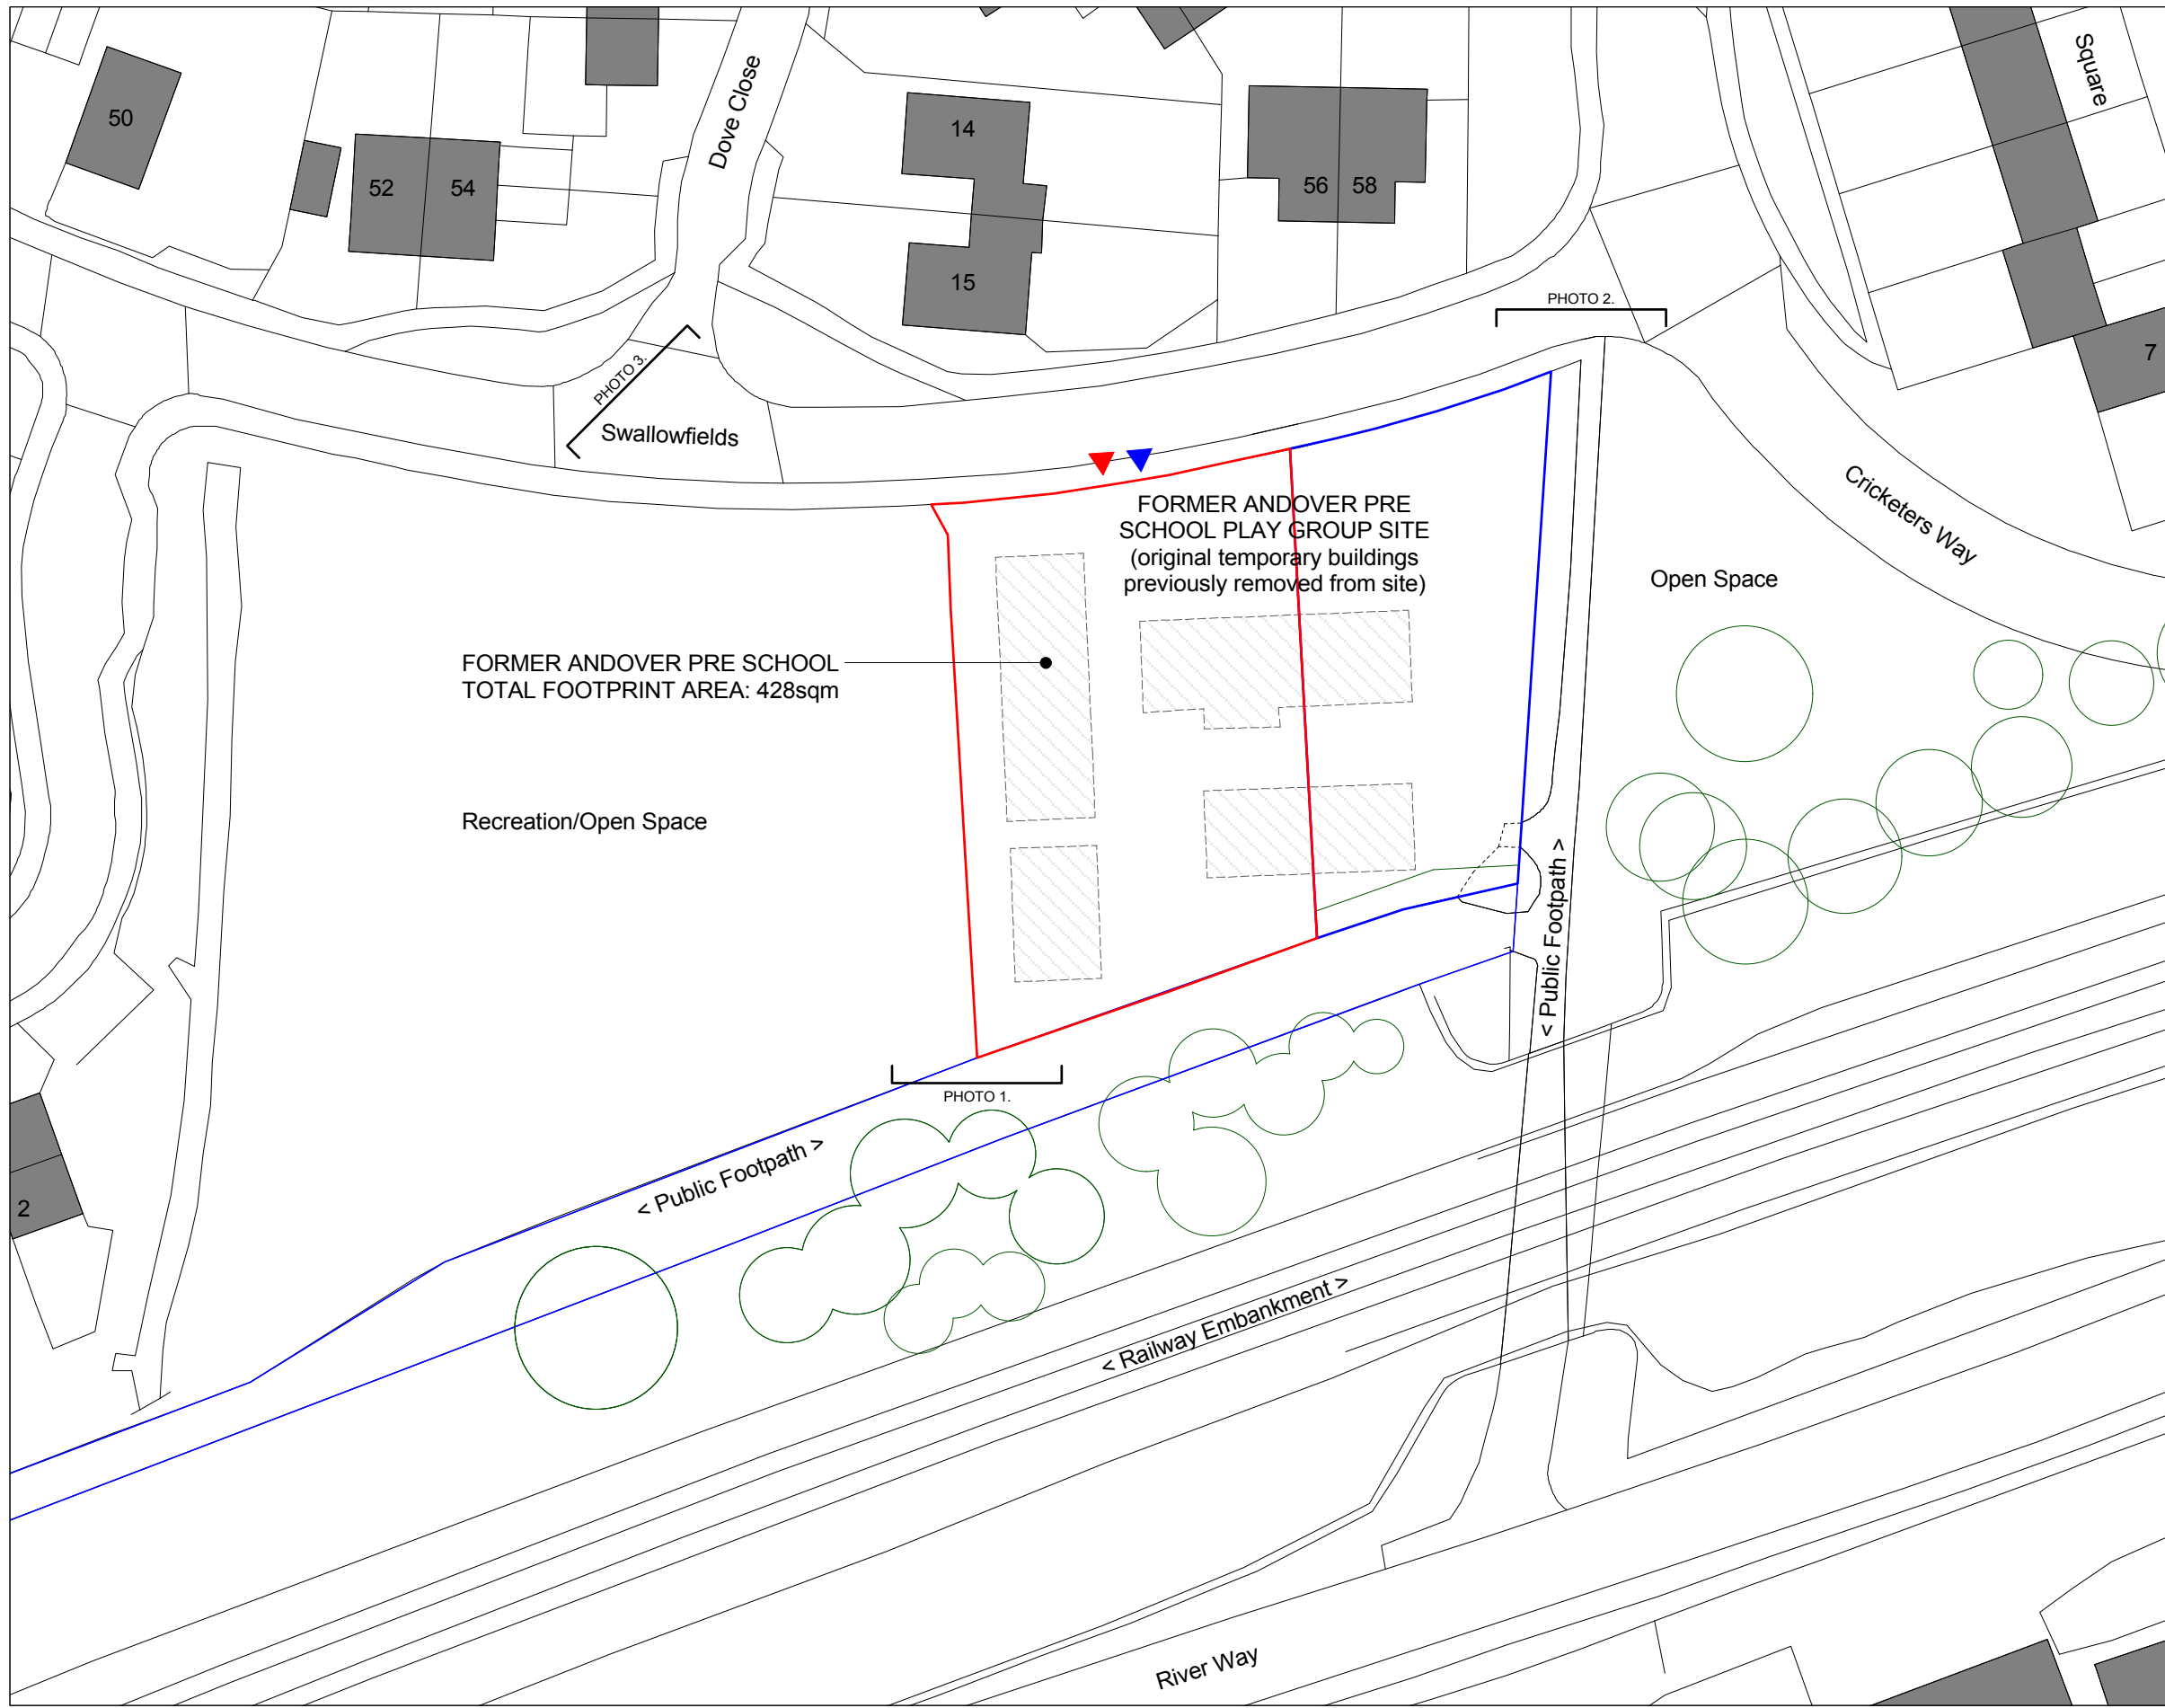 50
52
54
Dove Close
14
15
56
58
Square
7
PHOTO 2.
PHOTO 3.
Swallowfields
Cricketers Way
FORMER ANDOVER PRE
SCHOOL PLAY GROUP SITE
(original temporary buildings
previously removed from site)
Open Space
FORMER ANDOVER PRE SCHOOL
TOTAL FOOTPRINT AREA: 428sqm
Recreation/Open Space
< Public Footpath >
PHOTO 1.
< Public Footpath >
2
< Railway Embankment >
River Way